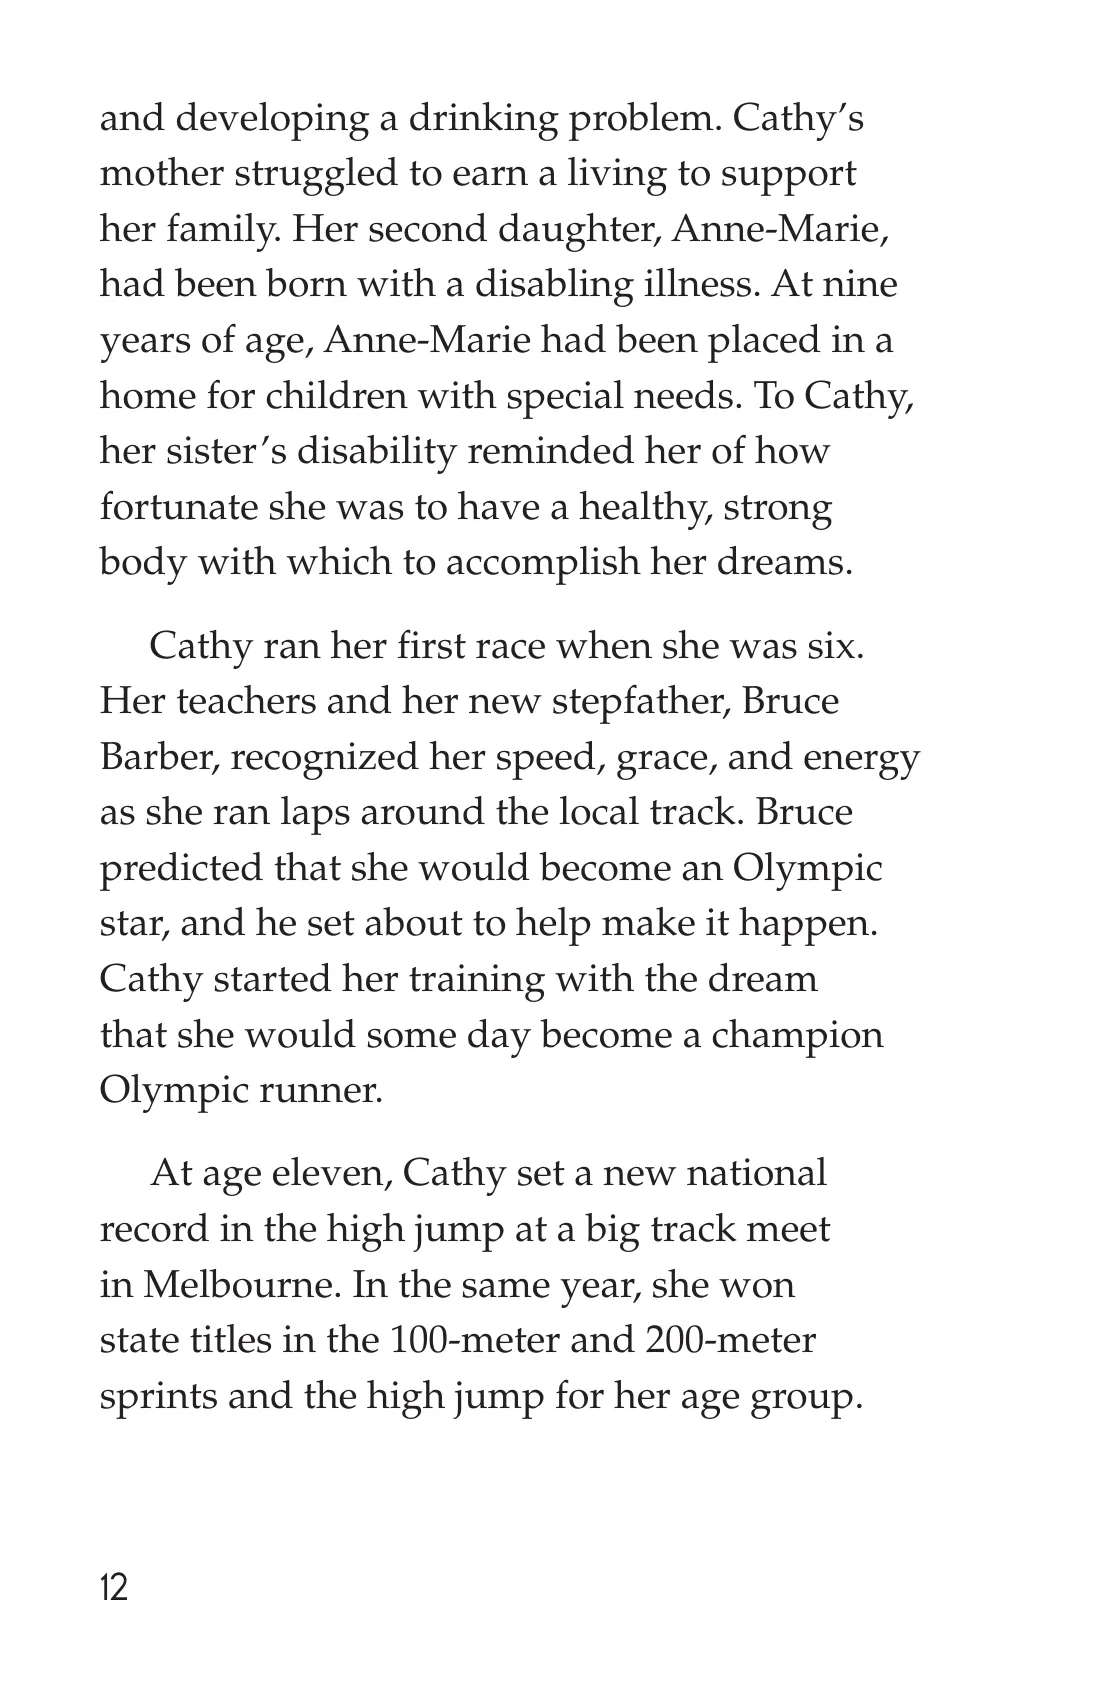 and developing a drinking problem. Cathy’s
mother struggled to earn a living to support
her family. Her second daughter, Anne-Marie,
had been born with a disabling illness. At nine
years of age, Anne-Marie had been placed in a
home for children with special needs. To Cathy,
her sister’s disability reminded her of how
fortunate she was to have a healthy, strong
body with which to accomplish her dreams.
Cathy ran her first race when she was six.
Her teachers and her new stepfather, Bruce
Barber, recognized her speed, grace, and energy
as she ran laps around the local track. Bruce
predicted that she would become an Olympic
star, and he set about to help make it happen.
Cathy started her training with the dream
that she would some day become a champion
Olympic runner.
At age eleven, Cathy set a new national
record in the high jump at a big track meet
in Melbourne. In the same year, she won
state titles in the 100-meter and 200-meter
sprints and the high jump for her age group.
12